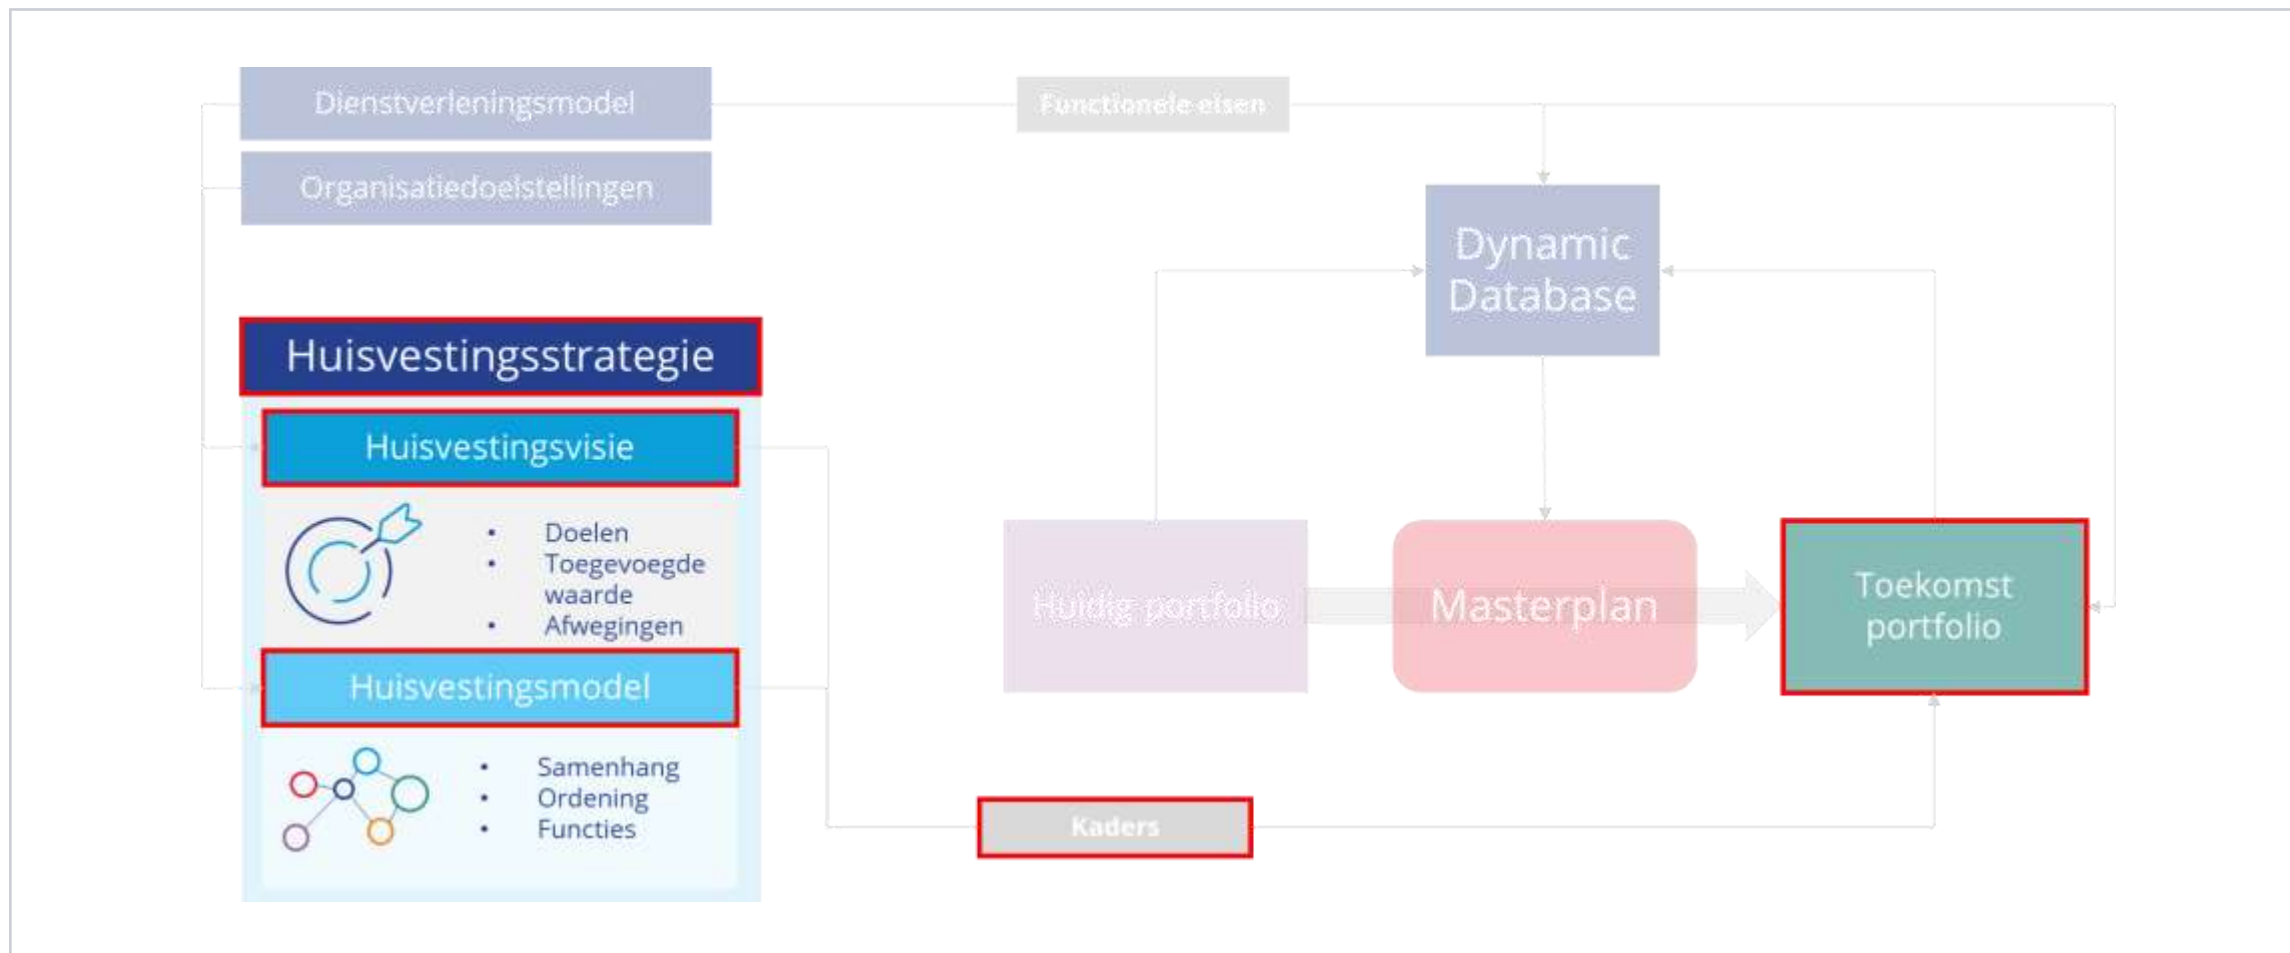 Dienstverleningsmodel
Functionele eisen
Organisatiedoelstellingen
Dynamic
Database
Huisvestingsstrategie
Huisvestingsvisie
• Doelen
• Toegevoegde
waarde
• Afwegingen
Huisvestingsmodel
• Samenhang
• Ordening
• Functies
Huidig portfolio
Masterplan
Toekomst
portfolio
Kaders